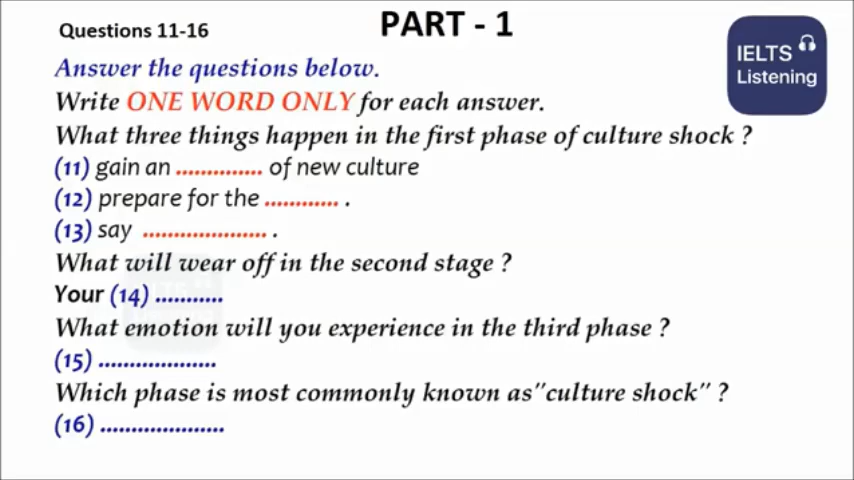 Questions 11-16
PART - 1
IELTS
Listening
Answer the questions below.
Write ONE WORD ONLY for each answer.
What three things happen in the first phase of culture shock ?
(11) gain an .............. of new culture
(12) prepare for the ............ .
(13) say .................... .
What will wear off in the second stage ?
Your (14) ...........
What emotion will you experience in the third phase ?
(15) ...................
Which phase is most commonly known as"culture shock" ?
(16) ....................